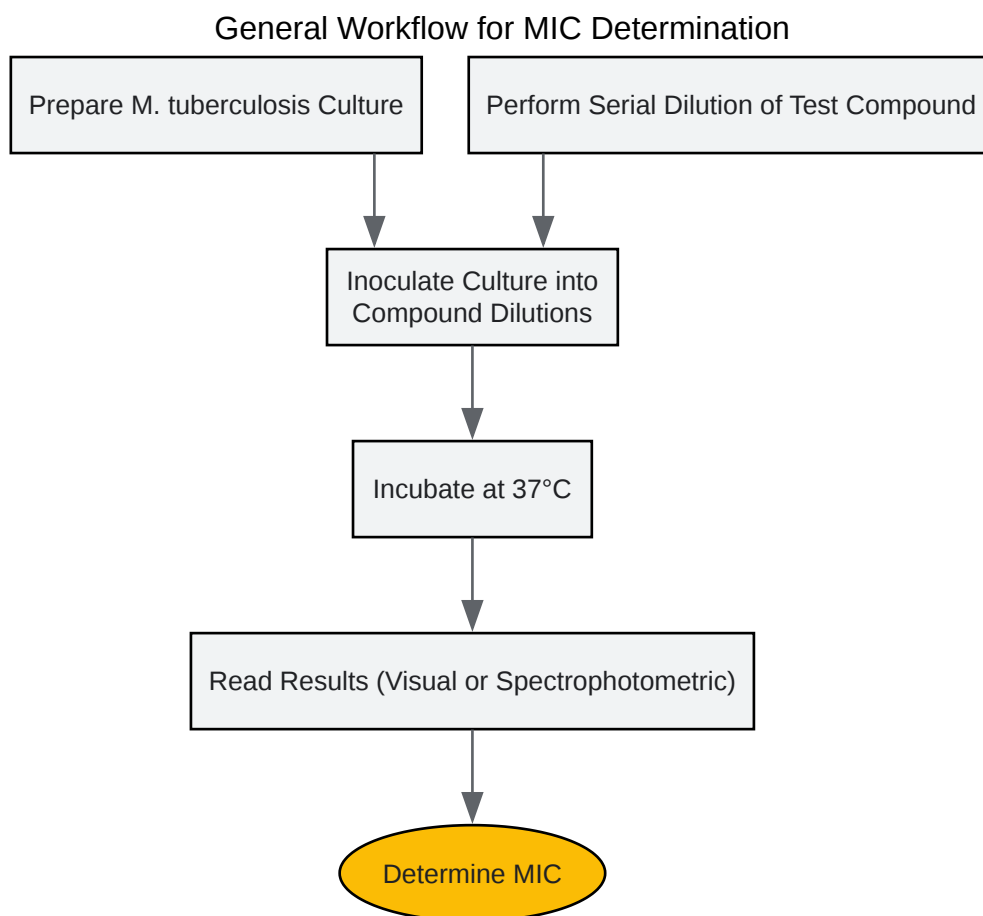 General Workflow for MIC Determination
Prepare M. tuberculosis Culture
Perform Serial Dilution of Test Compound
Inoculate Culture into
Compound Dilutions
Incubate at 37°C
Read Results (Visual or Spectrophotometric)
Determine MIC